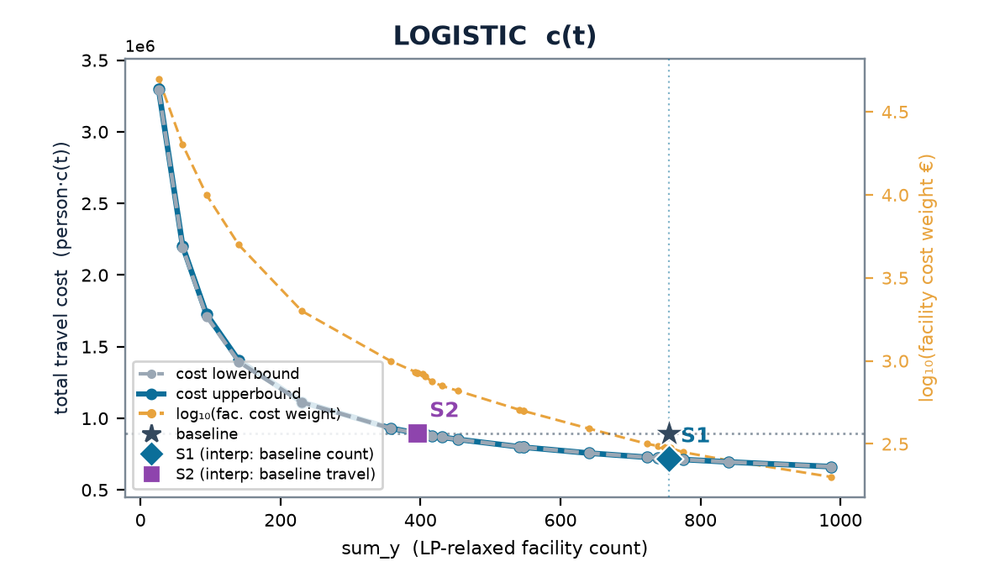 LOGISTIC  c(t)
1e6
3.5
3.0
2.5
2.0
1.5
1.0
0.5
total travel cost  (person·c(t))
4.5
4.0
3.5
3.0
2.5
log₁₀(facility cost weight €)
S2
S1
cost lowerbound
cost upperbound
log₁₀(fac. cost weight)
baseline
S1 (interp: baseline count)
S2 (interp: baseline travel)
0 200 400 600 800 1000
sum_y  (LP-relaxed facility count)